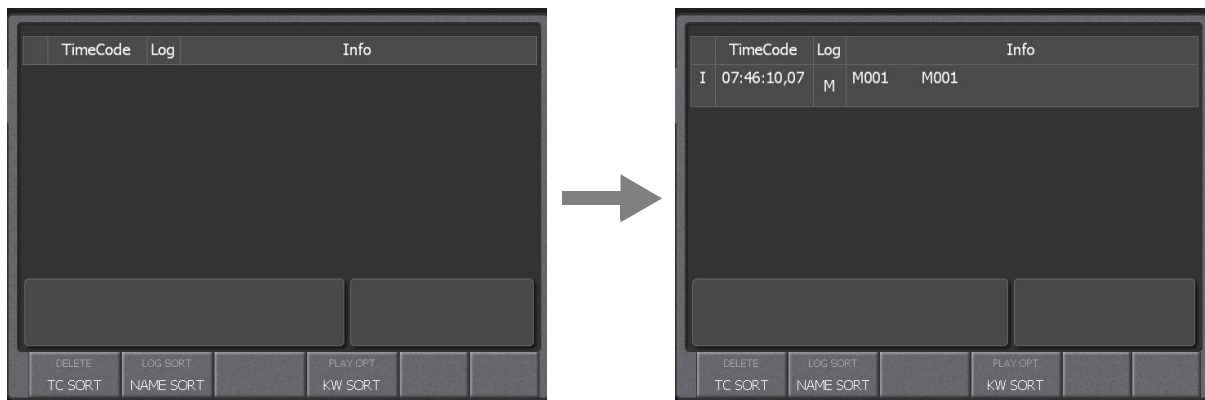 TimeCode Log Info
DELETE LOG SORT PLAY OPT
TC SORT NAME SORT KW SORT
TimeCode Log Info
I 07:46:10,07 M M001 M001
DELETE LOG SORT PLAY OPT
TC SORT NAME SORT KW SORT